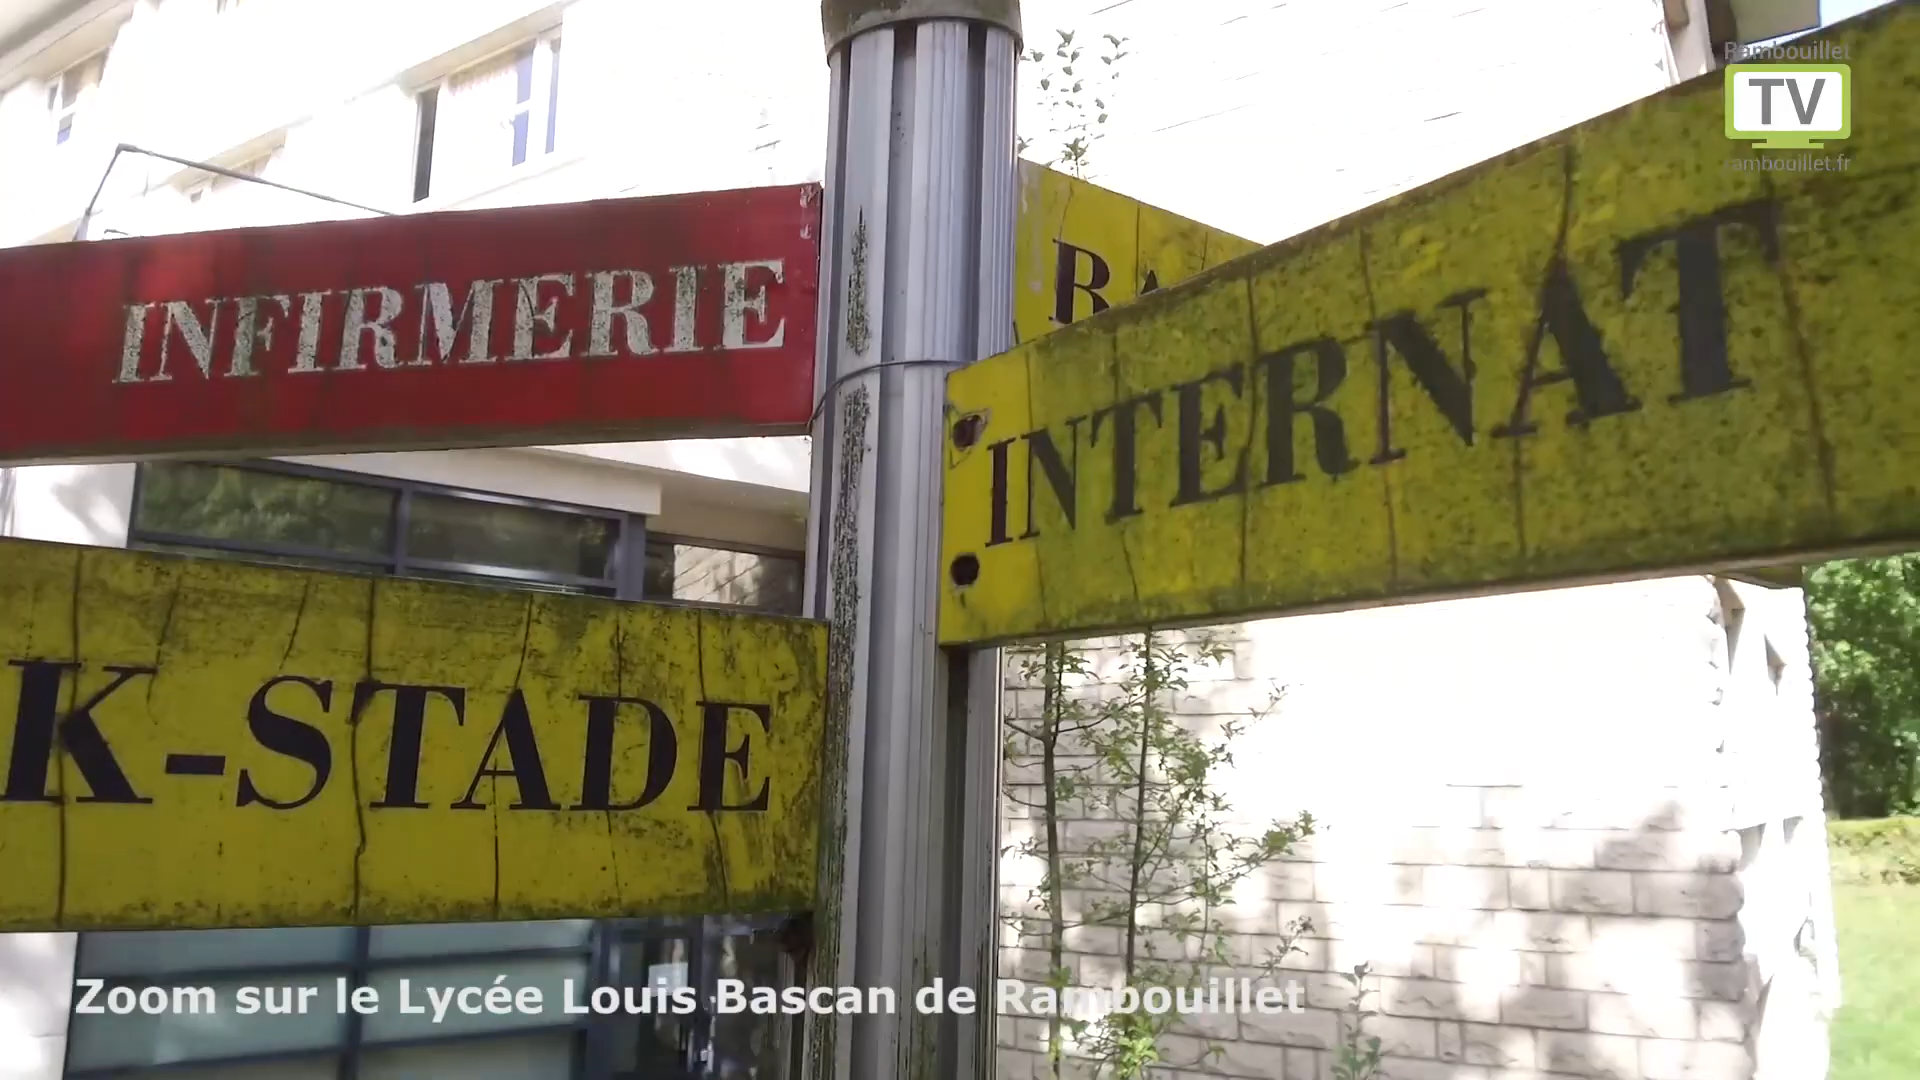 Rambouillet
TV
rambouillet.fr
INFIRMERIE
INTERNAT
K-STADE
Zoom sur le Lycée Louis Bascan de Rambouillet